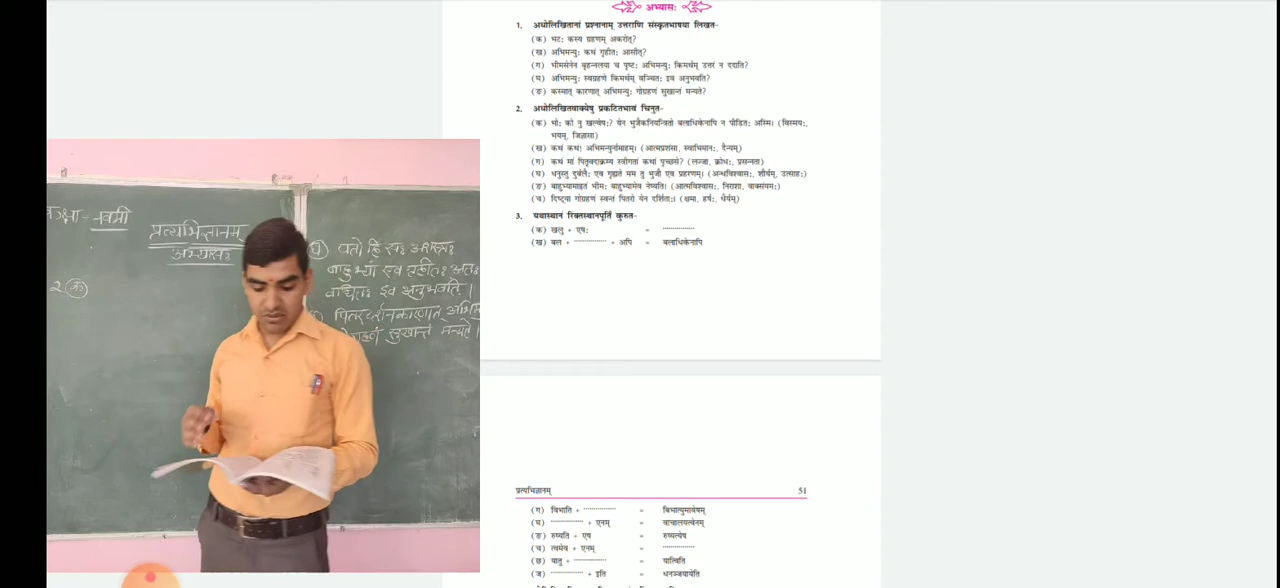 अभ्यासः
1. अधोलिखितानां प्रश्नानाम् उत्तराणि संस्कृतभाषया लिखत-
(क) भटः कस्य ग्रहणम् अकरोत्?
(ख) अभिमन्युः कथं गृहीतः आसीत्?
(ग) भीमसेनेन बृहन्नलया च पृष्टः अभिमन्युः किमर्थम् उत्तरं न ददाति?
(घ) अभिमन्युः स्वग्रहणे किमर्थम् वञ्चितः इव अनुभवति?
(ङ) कस्मात् कारणात् अभिमन्युः गोग्रहणं सुखान्तं मन्यते?
2. अधोलिखितवाक्येषु प्रकटितभावं चिनुत-
(क) भोः को नु खल्वेषः? येन भुजैकनियन्त्रितो बलाधिकेनापि न पीडितः अस्मि। (विस्मयः,
भयम्, जिज्ञासा)
(ख) कथं कथं! अभिमन्युर्नामाहम्। (आत्मप्रशंसा, स्वाभिमानः, दैन्यम्)
(ग) कथं मां पितृवदाक्रम्य स्त्रीगतां कथां पृच्छसे? (लज्जा, क्रोधः, प्रसन्नता)
(घ) धनुस्तु दुर्बलैः एव गृह्यते मम तु भुजौ एव प्रहरणम्। (अन्धविश्वासः, शौर्यम्, उत्साहः)
(ङ) बाहुभ्यामाहृतं भीमः बाहुभ्यामेव नेष्यति। (आत्मविश्वासः, निराशा, वाक्संयमः)
(च) दिष्ट्या गोग्रहणं स्वन्तं पितरो येन दर्शिताः। (क्षमा, हर्षः, धैर्यम्)
3. यथास्थानं रिक्तस्थानपूर्तिं कुरुत-
(क) खलु + एषः = ..............
(ख) बल + .............. + अपि = बलाधिकेनापि
प्रत्यभिज्ञानम् 51
(ग) बिभाति + .............. = बिभात्युमावेषम्
(घ) .............. + एनम् = वाचालयत्वेनम्
(ङ) रुष्यति + एष = रुष्यत्येष
(च) त्वमेव + एनम् = ..............
(छ) यातु + .............. = यात्विति
(ज) .............. + इति = धनञ्जयायेति
कक्षा - नवमी
प्रत्यभिज्ञानम्
अभ्यासः
2 (क)
(घ) यतो हि सः अशस्त्रः
बाहुभ्यां एव गृहीतः अतः
वञ्चितः इव अनुभवति।
पितरदर्शनकारणात् अभिम
सुखान्तं मन्यते।